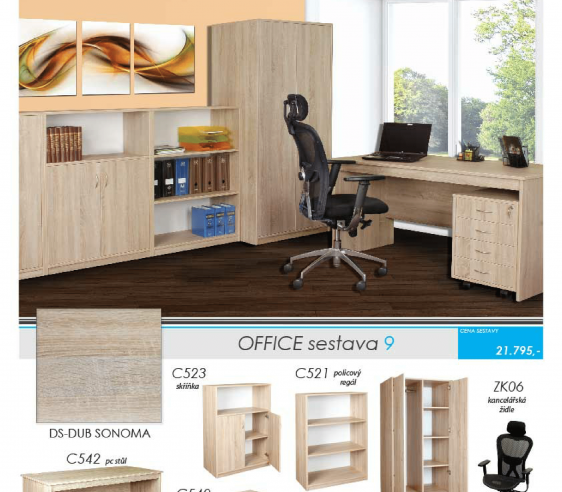 OFFICE sestava 9
CENA SESTAVY
21.795,-
DS-DUB SONOMA
C523
skříňka
C521 policový
regál
ZK06
kancelářská
židle
C542 pc stůl